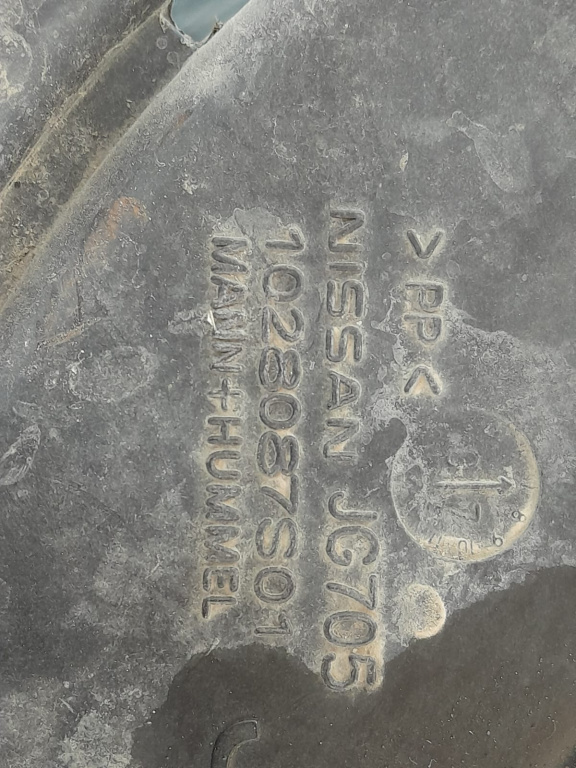 >PP<
NISSAN JG705
1028087S01
MANN+HUMMEL